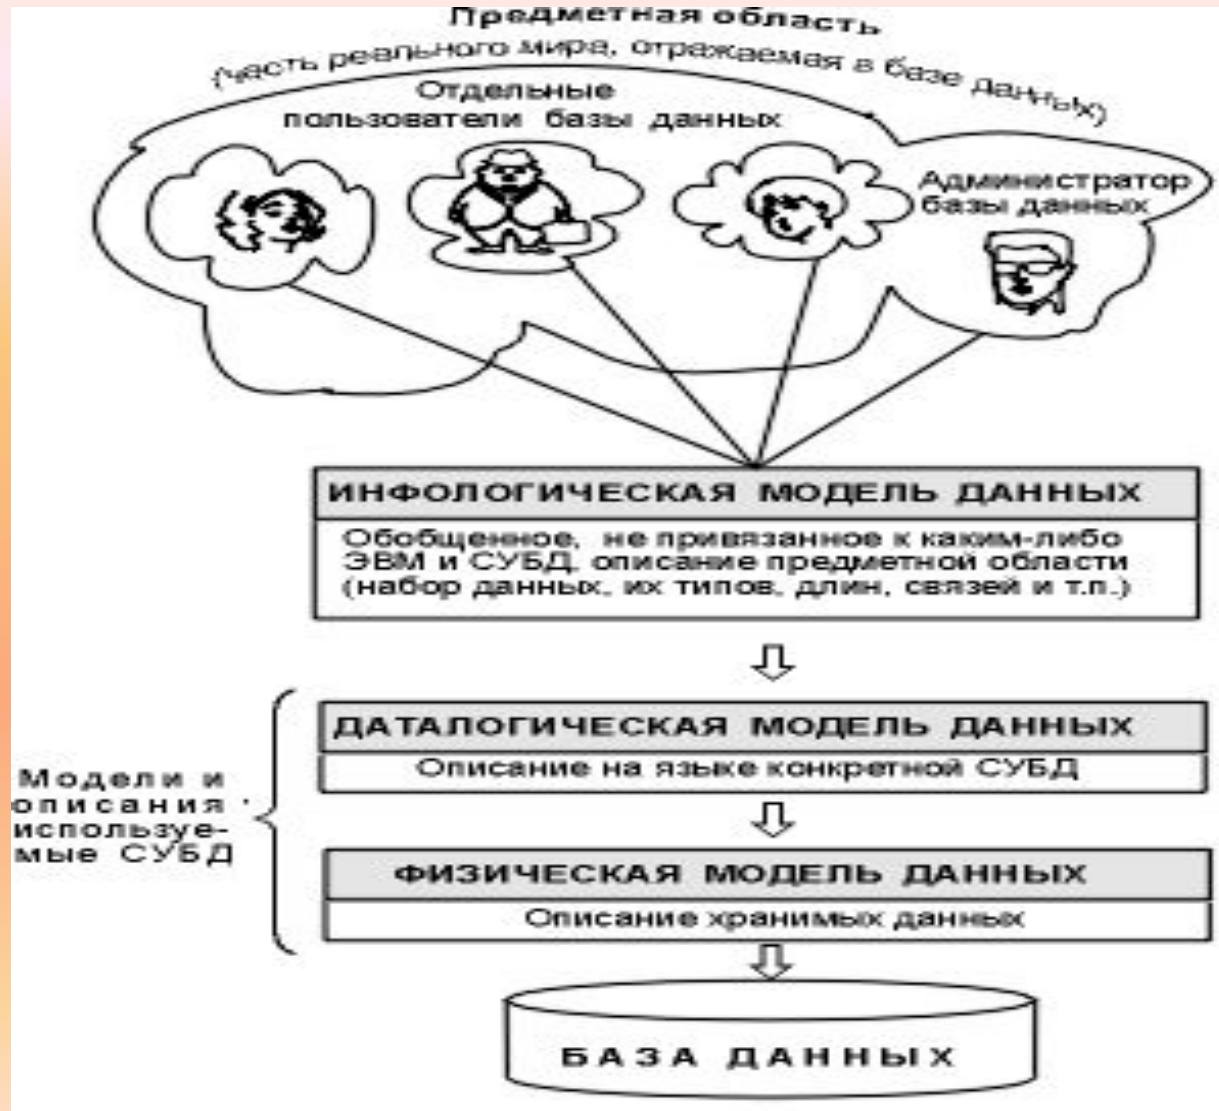 Предметная область
(часть реального мира, отражаемая в базе данных)
Отдельные
пользователи базы данных
Администратор
базы данных
ИНФОЛОГИЧЕСКАЯ МОДЕЛЬ ДАННЫХ
Обобщенное, не привязанное к каким-либо
ЭВМ и СУБД, описание предметной области
(набор данных, их типов, длин, связей и т.п.)
ДАТАЛОГИЧЕСКАЯ МОДЕЛЬ ДАННЫХ
Описание на языке конкретной СУБД
Модели и
описания
используе-
мые СУБД
ФИЗИЧЕСКАЯ МОДЕЛЬ ДАННЫХ
Описание хранимых данных
БАЗА ДАННЫХ